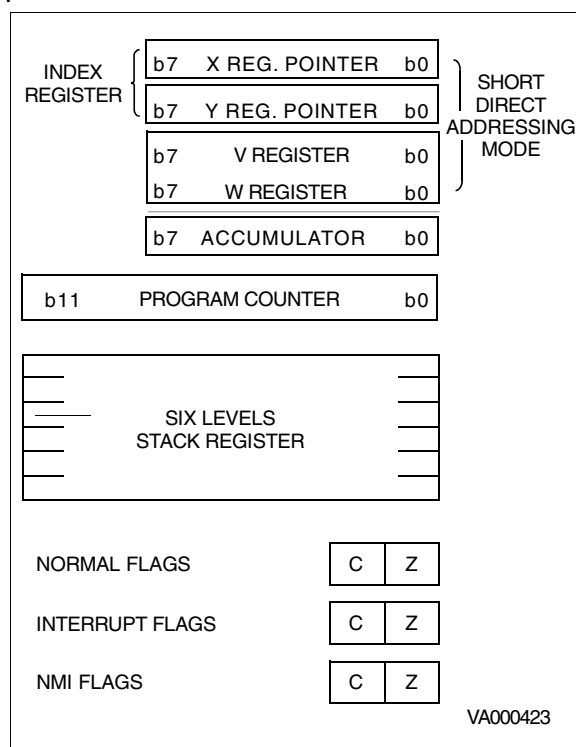 INDEX
REGISTER
b7 X REG. POINTER b0
b7 Y REG. POINTER b0
b7 V REGISTER b0
b7 W REGISTER b0
SHORT
DIRECT
ADDRESSING
MODE
b7 ACCUMULATOR b0
b11 PROGRAM COUNTER b0
SIX LEVELS
STACK REGISTER
NORMAL FLAGS C Z
INTERRUPT FLAGS C Z
NMI FLAGS C Z
VA000423